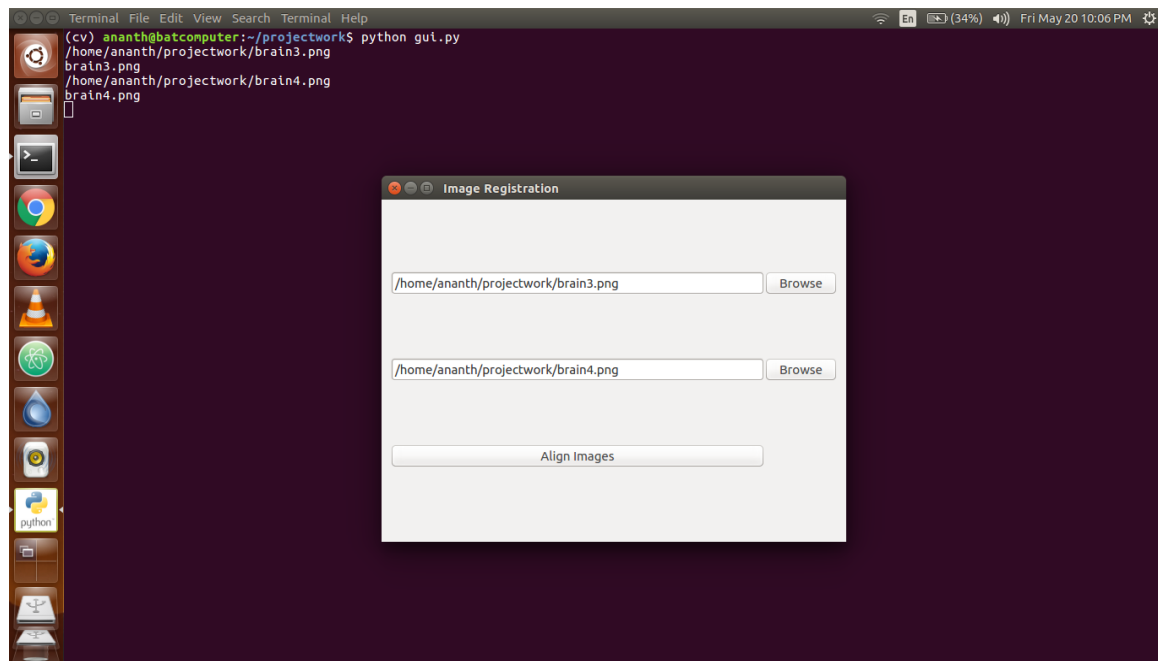 Terminal File Edit View Search Terminal Help En (34%) Fri May 20 10:06 PM
(cv) ananth@batcomputer:~/projectwork$ python gui.py
/home/ananth/projectwork/brain3.png
brain3.png
/home/ananth/projectwork/brain4.png
brain4.png
Image Registration
/home/ananth/projectwork/brain3.png Browse
/home/ananth/projectwork/brain4.png Browse
Align Images
python